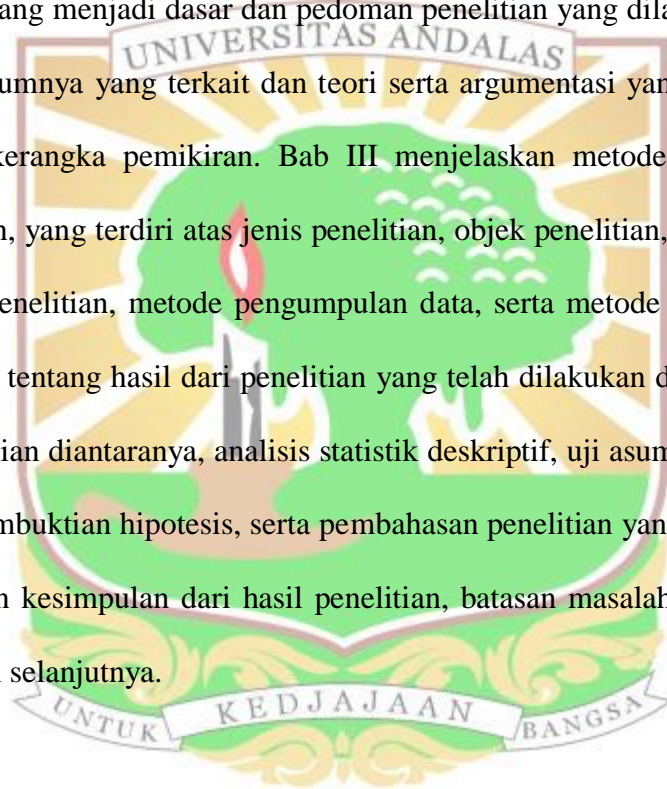 ang menjadi dasar dan pedoman penelitian yang dila
UNIVERSITAS ANDALAS
umnya yang terkait dan teori serta argumentasi yan
kerangka pemikiran. Bab III menjelaskan metode
n, yang terdiri atas jenis penelitian, objek penelitian,
enelitian, metode pengumpulan data, serta metode
tentang hasil dari penelitian yang telah dilakukan d
ian diantaranya, analisis statistik deskriptif, uji asum
mbuktian hipotesis, serta pembahasan penelitian yan
n kesimpulan dari hasil penelitian, batasan masalah
selanjutnya.
UNTUK KEDJAJAAN BANGSA